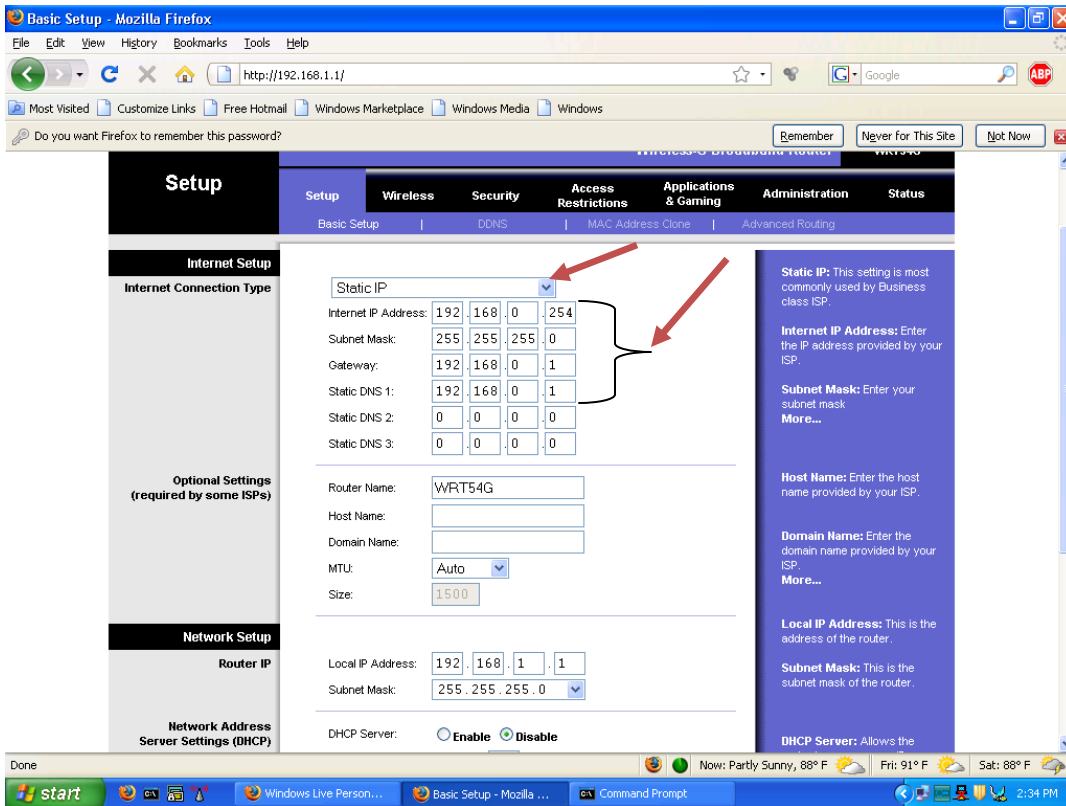 Basic Setup - Mozilla Firefox
File Edit View History Bookmarks Tools Help
http://192.168.1.1/
Google
ABP
Most Visited Customize Links Free Hotmail Windows Marketplace Windows Media Windows
Do you want Firefox to remember this password? Remember Never for This Site Not Now
Wireless-G Broadband Router WRT54G
Setup
Setup Wireless Security Access Restrictions Applications & Gaming Administration Status
Basic Setup | DDNS | MAC Address Clone | Advanced Routing
Internet Setup
Internet Connection Type
Static IP
Internet IP Address: 192 . 168 . 0 . 254
Subnet Mask: 255 . 255 . 255 . 0
Gateway: 192 . 168 . 0 . 1
Static DNS 1: 192 . 168 . 0 . 1
Static DNS 2: 0 . 0 . 0 . 0
Static DNS 3: 0 . 0 . 0 . 0
Optional Settings
(required by some ISPs)
Router Name: WRT54G
Host Name:
Domain Name:
MTU: Auto
Size: 1500
Network Setup
Router IP
Local IP Address: 192 . 168 . 1 . 1
Subnet Mask: 255.255.255.0
Network Address
Server Settings (DHCP)
DHCP Server: Enable Disable
Static IP: This
setting is most
commonly used by Business
class ISP.
Internet IP Address: Enter
the IP address provided by your
ISP.
Subnet Mask: Enter your
subnet mask
More...
Host Name: Enter the host
name provided by your ISP.
Domain Name: Enter the
domain name provided by your
ISP.
More...
Local IP Address: This is the
address of the router.
Subnet Mask: This is the
subnet mask of the router.
DHCP Server: Allows the
Done Now: Partly Sunny, 88° F Fri: 91° F Sat: 88° F
start Windows Live Person... Basic Setup - Mozilla ... Command Prompt 2:34 PM